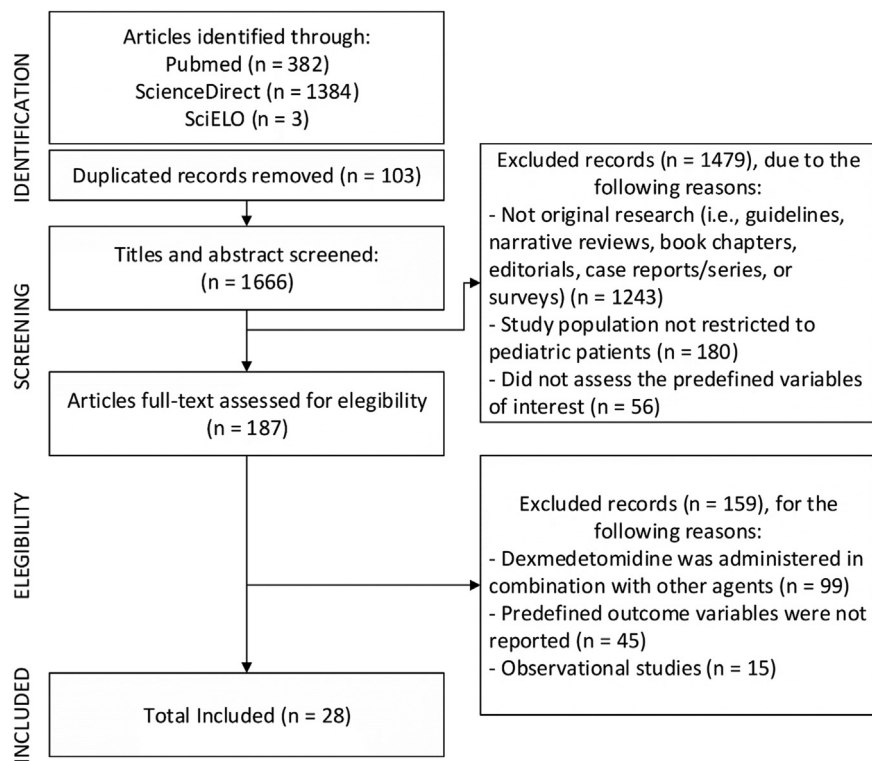 IDENTIFICATION
Articles identified through:
Pubmed (n = 382)
ScienceDirect (n = 1384)
SciELO (n = 3)
Duplicated records removed (n = 103)
SCREENING
Titles and abstract screened:
(n = 1666)
Excluded records (n = 1479), due to the
following reasons:
- Not original research (i.e., guidelines,
narrative reviews, book chapters,
editorials, case reports/series, or
surveys) (n = 1243)
- Study population not restricted to
pediatric patients (n = 180)
- Did not assess the predefined variables
of interest (n = 56)
Articles full-text assessed for elegibility
(n = 187)
ELEGIBILITY
Excluded records (n = 159), for the
following reasons:
- Dexmedetomidine was administered in
combination with other agents (n = 99)
- Predefined outcome variables were not
reported (n = 45)
- Observational studies (n = 15)
INCLUDED
Total Included (n = 28)